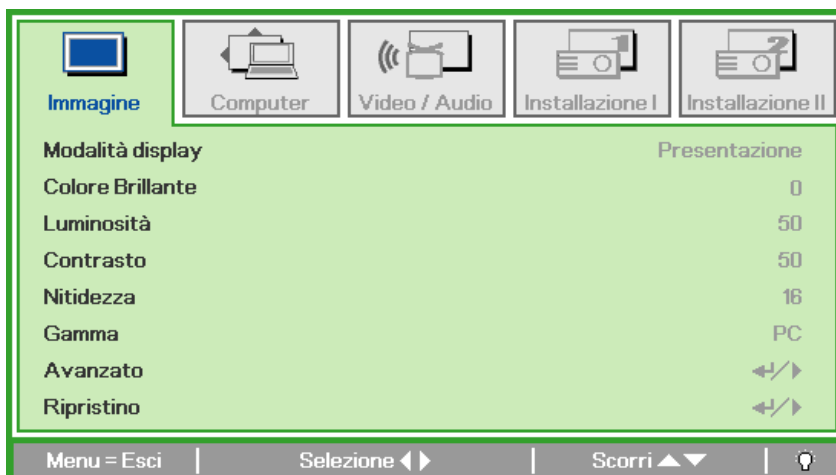 Immagine Computer Video / Audio Installazione I Installazione II
Modalità display Presentazione
Colore Brillante 0
Luminosità 50
Contrasto 50
Nitidezza 16
Gamma PC
Avanzato
Ripristino
Menu = Esci Selezione Scorri